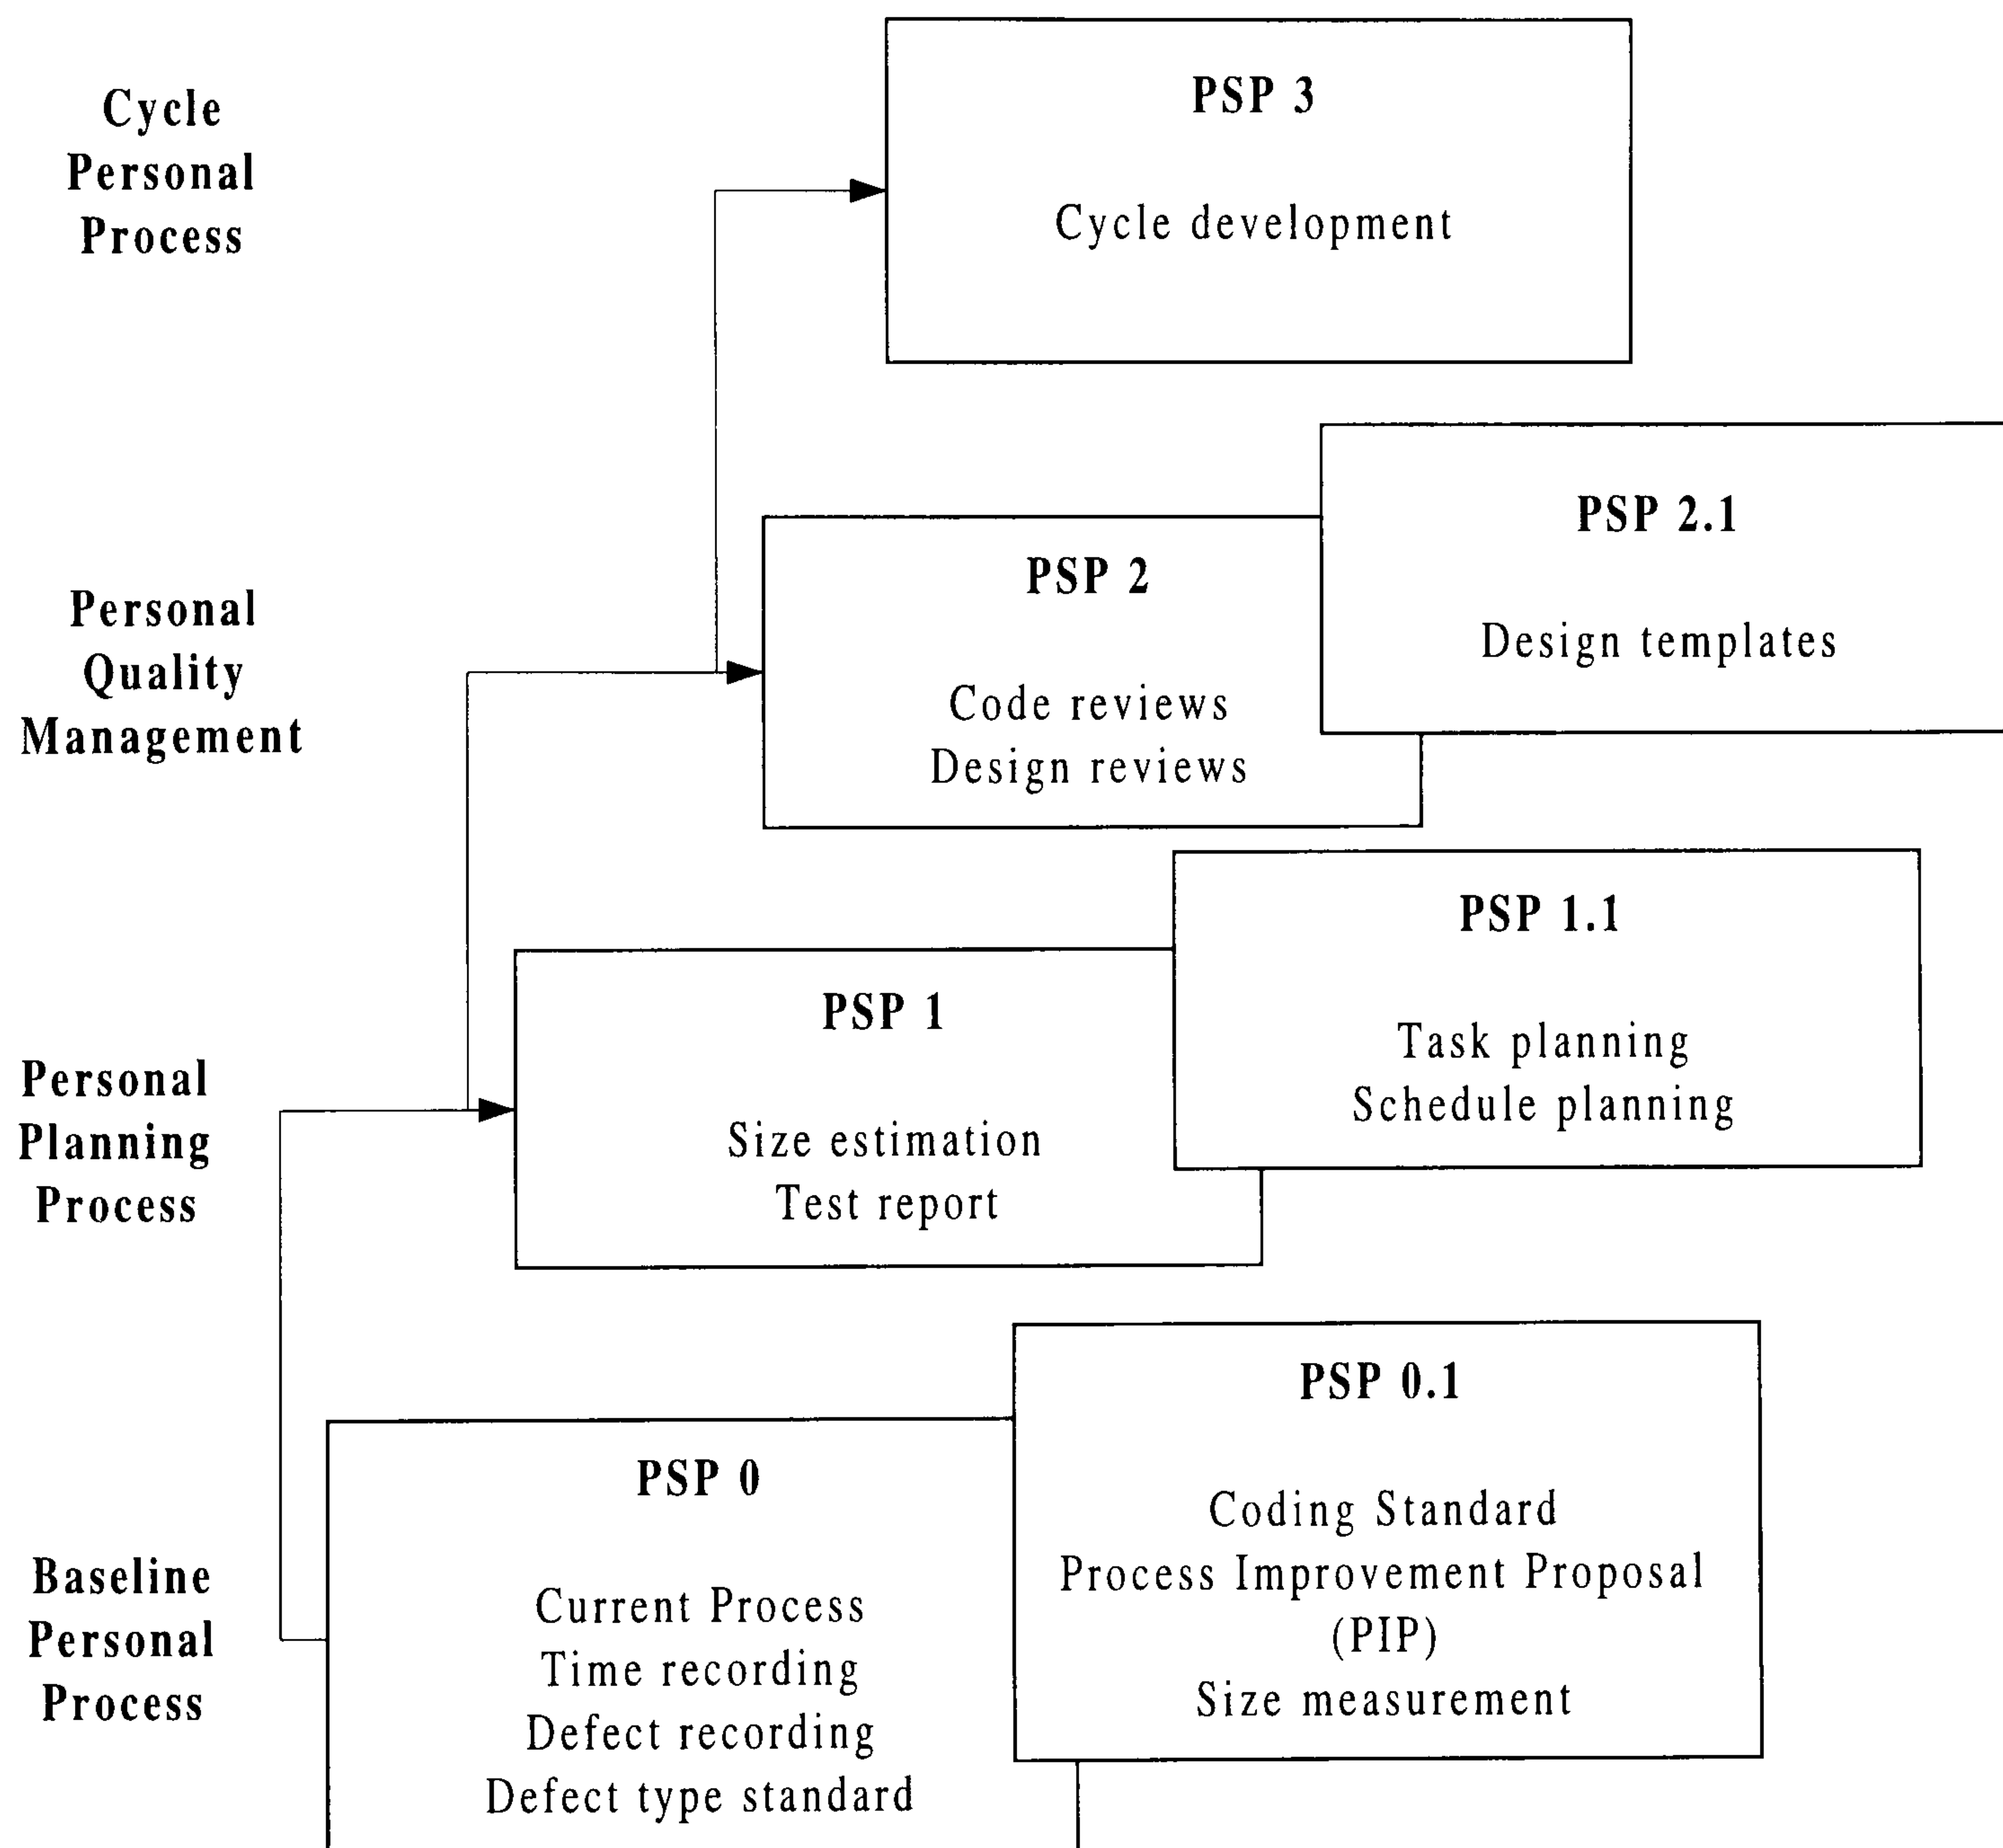 Cycle
Personal
Process
PSP 3
Cycle development
Personal
Quality
Management
PSP 2
Code reviews
Design reviews
PSP 2.1
Design templates
Personal
Planning
Process
PSP 1
Size estimation
Test report
PSP 1.1
Task planning
Schedule planning
Baseline
Personal
Process
PSP 0
Current Process
Time recording
Defect recording
Defect type standard
PSP 0.1
Coding Standard
Process Improvement Proposal
(PIP)
Size measurement